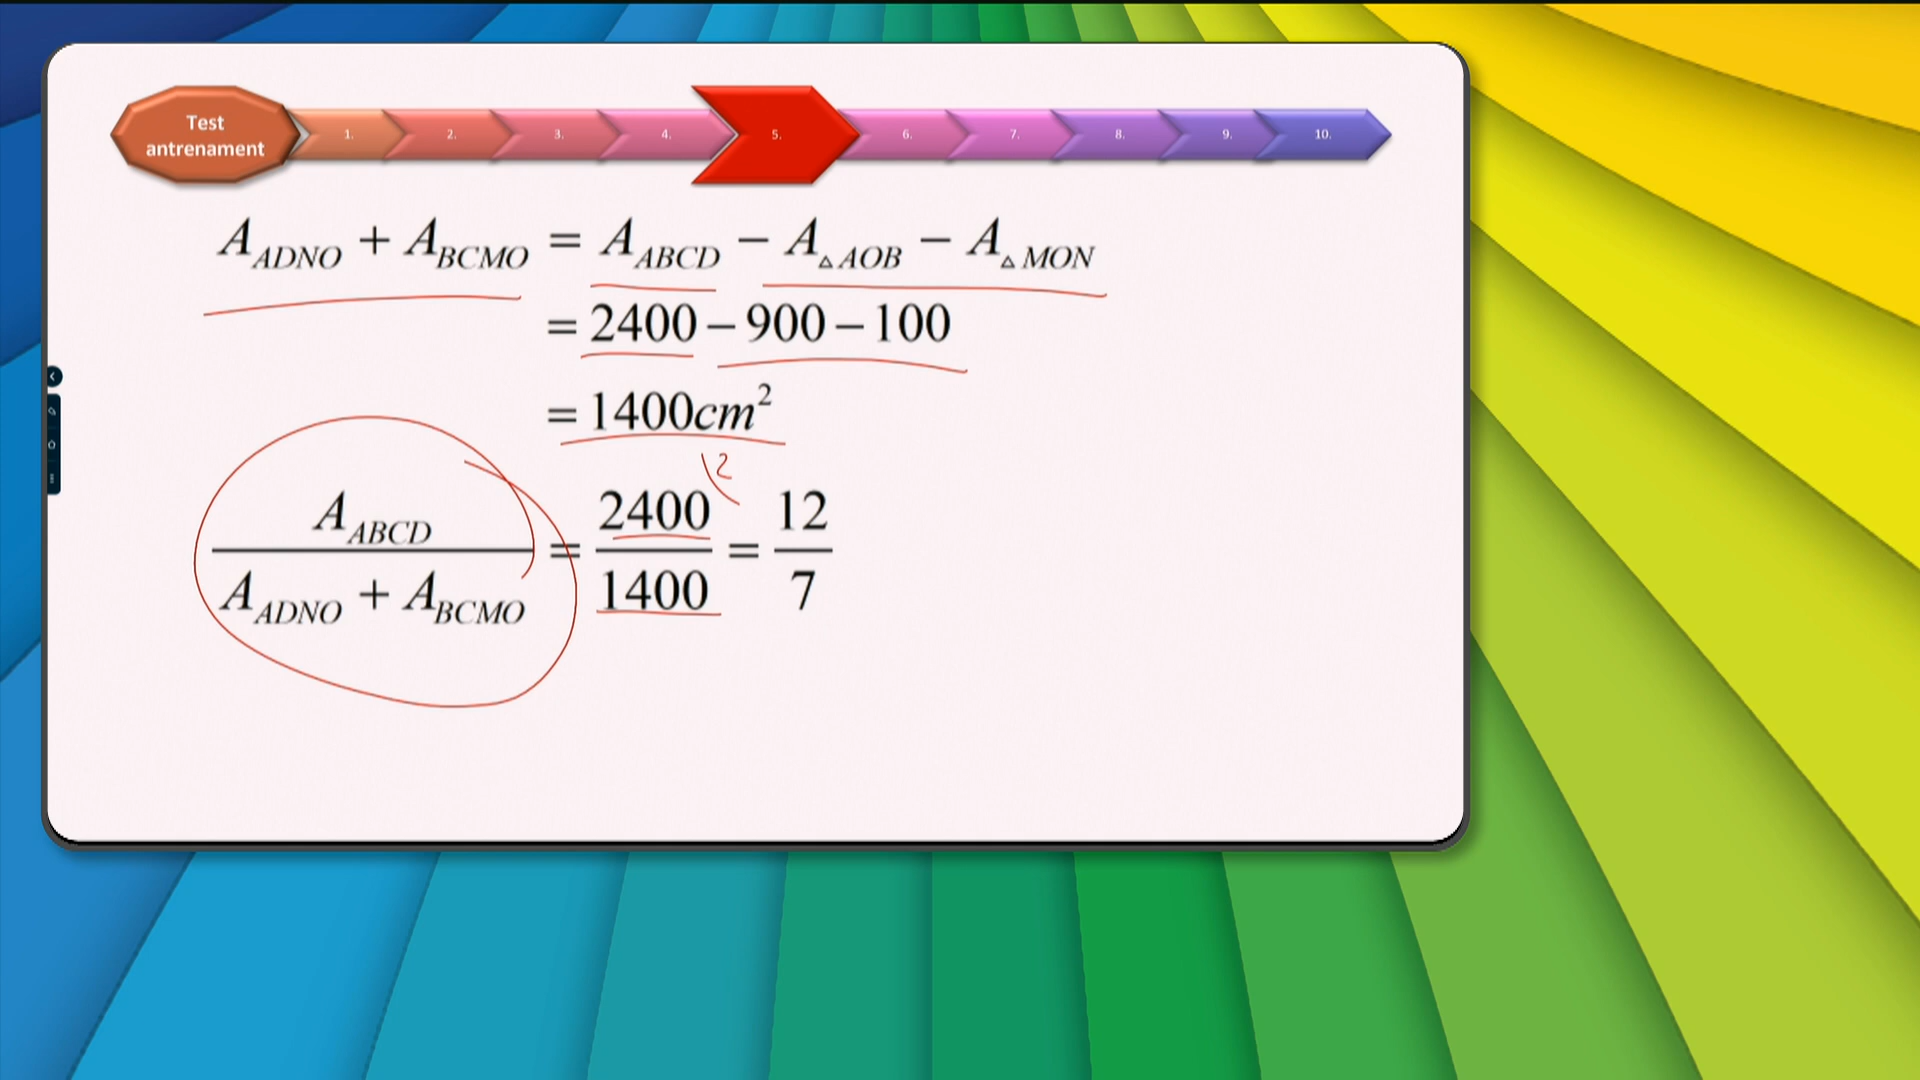 Test
antrenament
1. 2. 3. 4. 5. 6. 7. 8. 9. 10.
A_ADNO + A_BCMO = A_ABCD − A_△AOB − A_△MON
= 2400 − 900 − 100
= 1400cm²
12
A_ABCD / (A_ADNO + A_BCMO) = 2400/1400 = 12/7